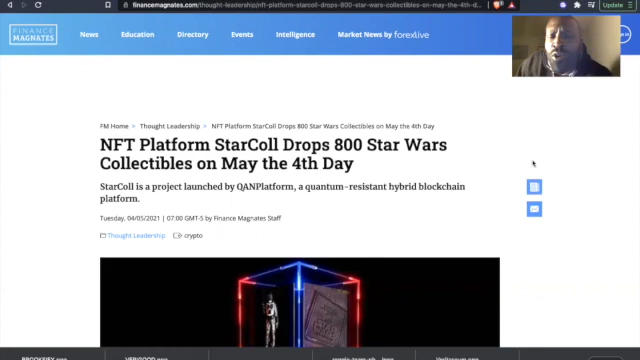 financemagnates.com/thought-leadership/nft-platform-starcoll-drops-800-star-wars-collectibles-on-may-the-4th-d...
Update
FINANCE MAGNATES
News
Education
Directory
Events
Intelligence
Market News by forexlive
FM Home > Thought Leadership > NFT Platform StarColl Drops 800 Star Wars Collectibles on May the 4th Day
NFT Platform StarColl Drops 800 Star Wars
Collectibles on May the 4th Day
StarColl is a project launched by QANPlatform, a quantum-resistant hybrid blockchain
platform.
Tuesday, 04/05/2021 | 07:00 GMT-5 by Finance Magnates Staff
Thought Leadership
crypto